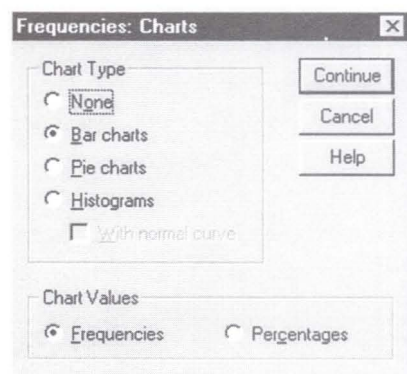 Frequencies: Charts
Chart Type
None
Bar charts
Pie charts
Histograms
With normal curve
Continue
Cancel
Help
Chart Values
Frequencies
Percentages